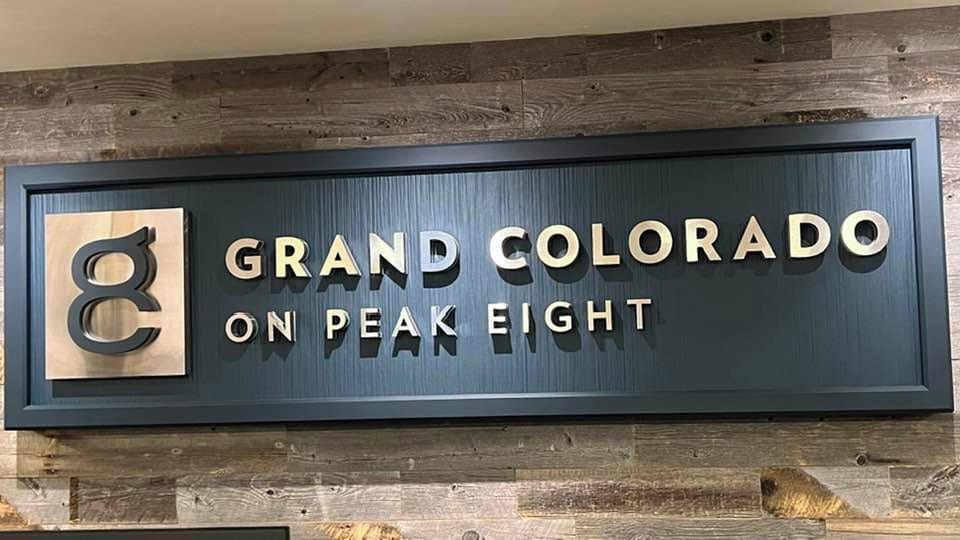 g
GRAND COLORADO
ON PEAK EIGHT